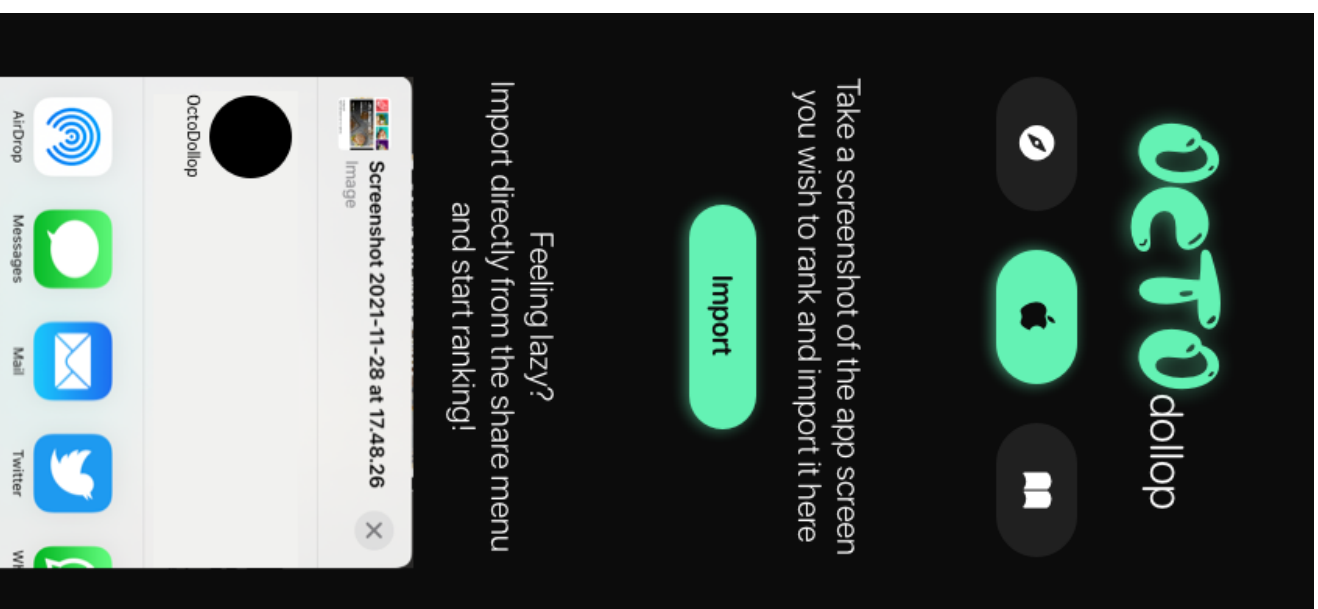 OCTO dollop
Take a screenshot of the app screen
you wish to rank and import it here
Import
Feeling lazy?
Import directly from the share menu
and start ranking!
Screenshot 2021-11-28 at 17.48.26
Image
OctoDollop
AirDrop
Messages
Mail
Twitter